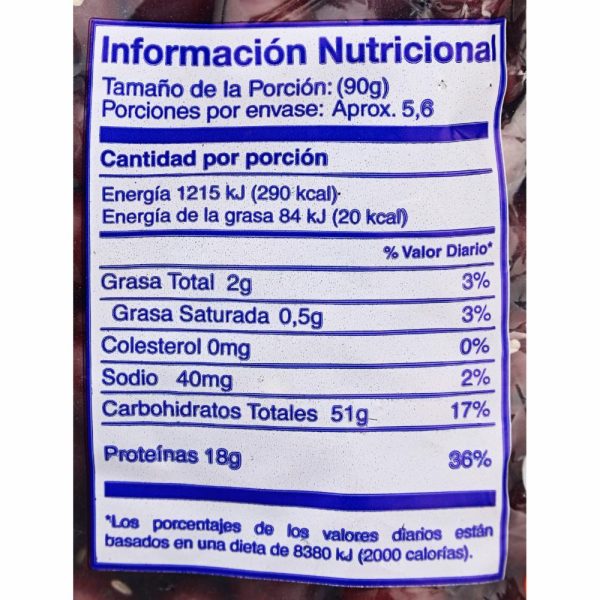 Información Nutricional
Tamaño de la Porción: (90g)
Porciones por envase: Aprox. 5,6
Cantidad por porción
Energía 1215 kJ (290 kcal)
Energía de la grasa 84 kJ (20 kcal)
% Valor Diario*
Grasa Total 2g 3%
Grasa Saturada 0,5g 3%
Colesterol 0mg 0%
Sodio 40mg 2%
Carbohidratos Totales 51g 17%
Proteínas 18g 36%
*Los porcentajes de los valores diarios están
basados en una dieta de 8380 kJ (2000 calorías).